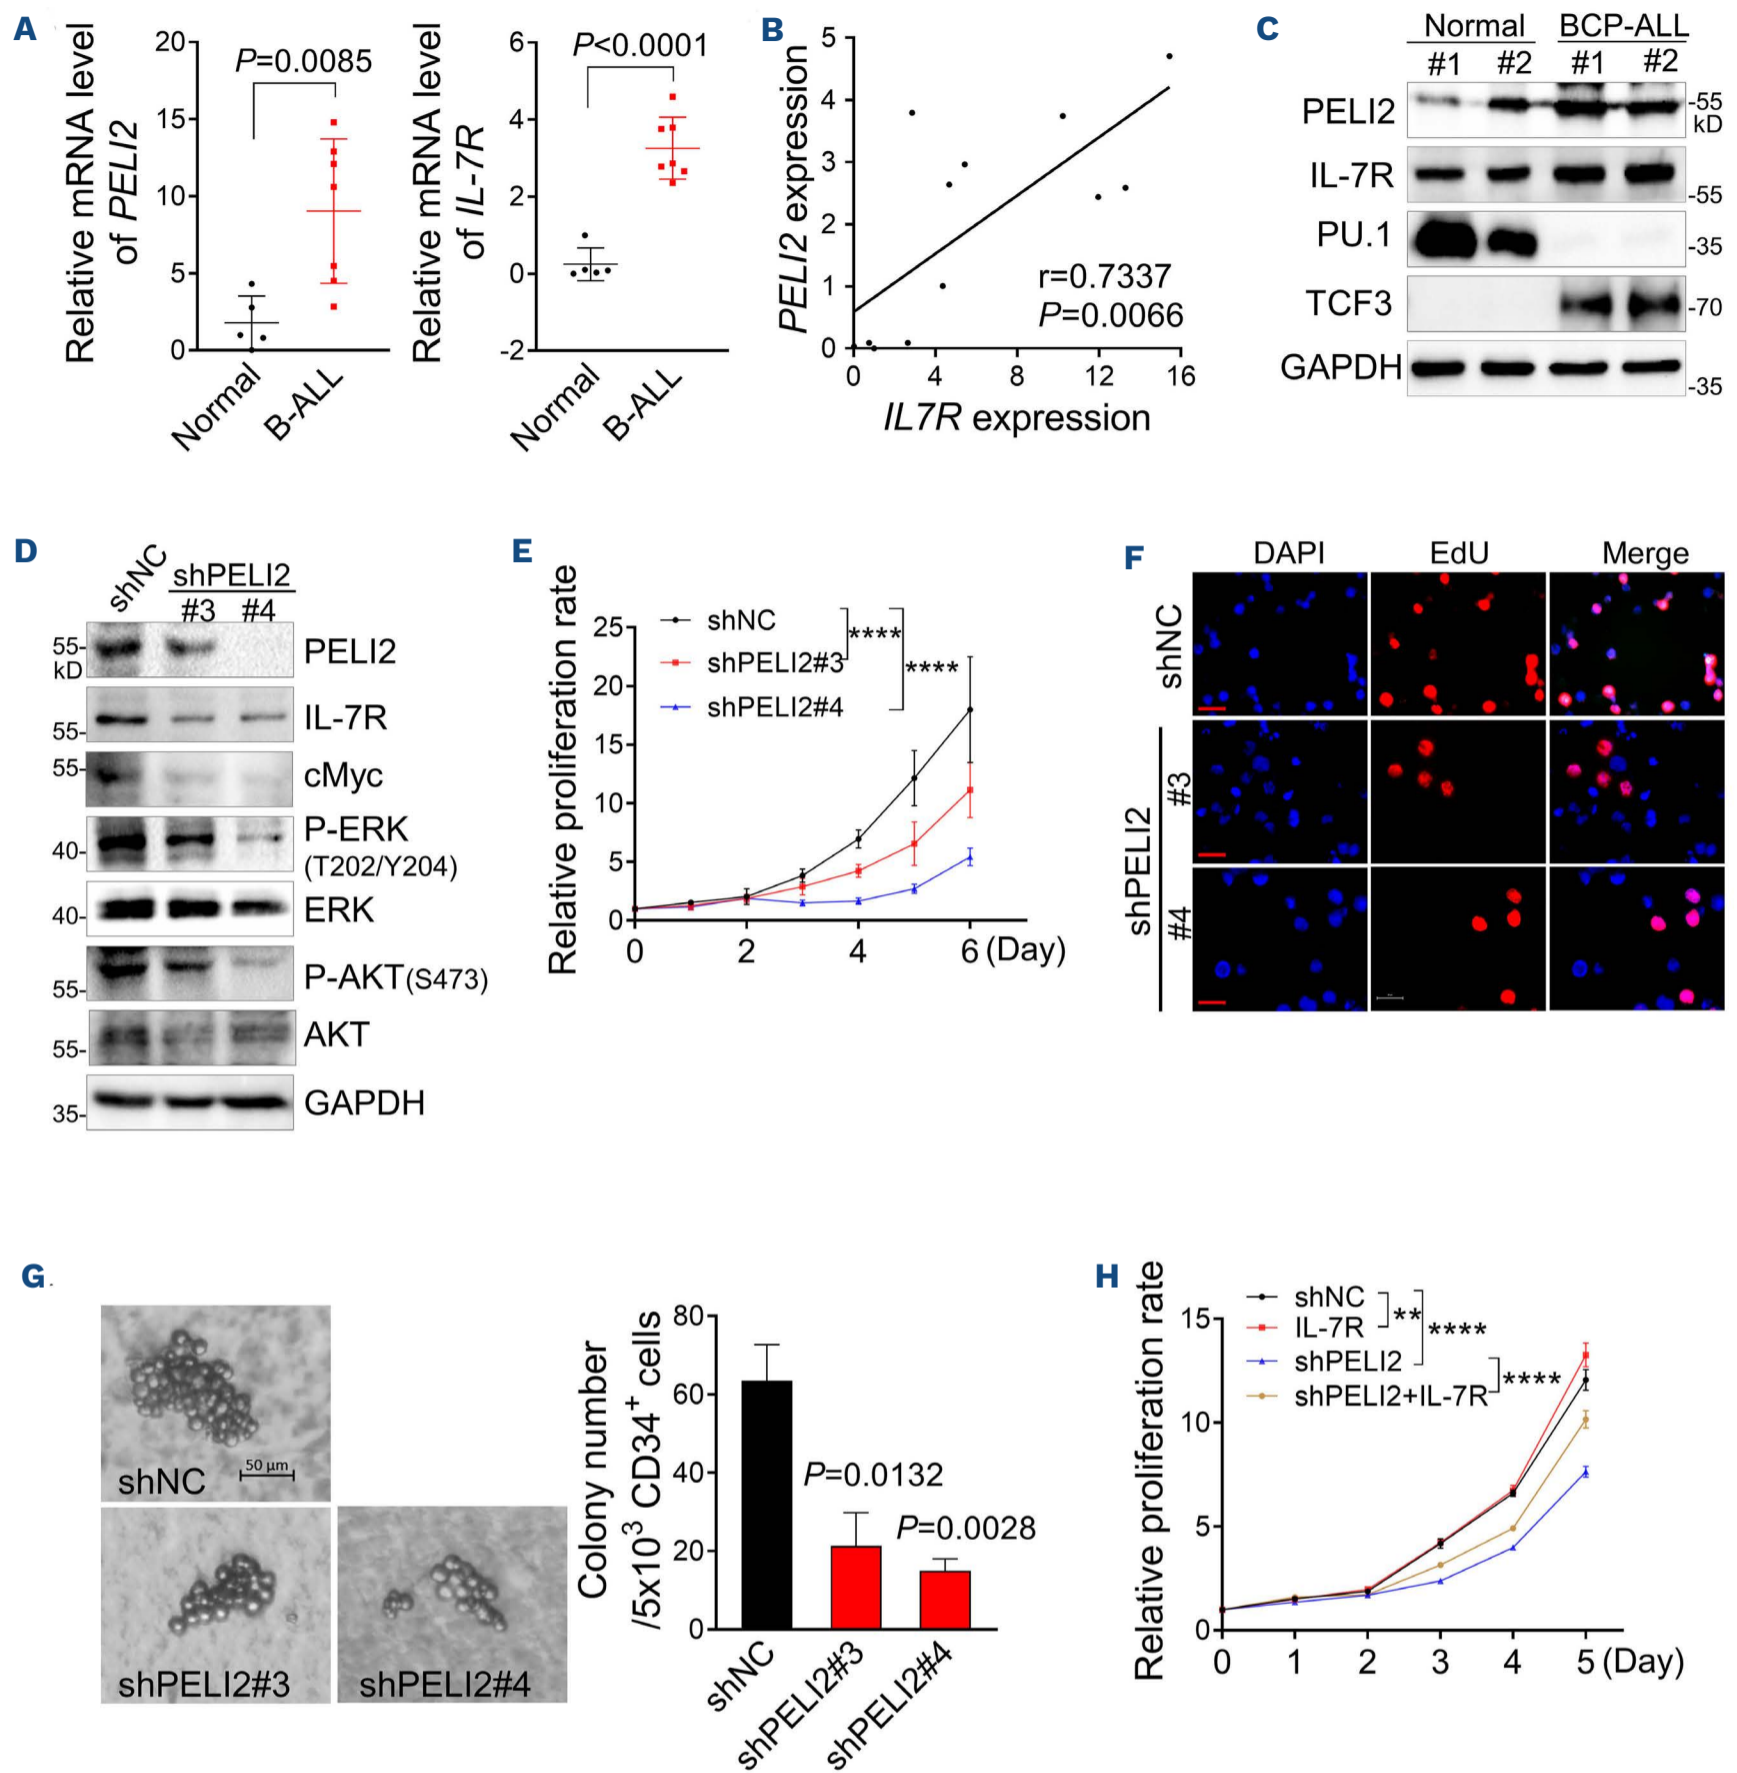 A
Relative mRNA level
of PELI2
20
15
10
5
0
P=0.0085
Normal
B-ALL
Relative mRNA level
of IL-7R
6
4
2
0
-2
P<0.0001
Normal
B-ALL
B
PELI2 expression
5
4
3
2
1
0
r=0.7337
P=0.0066
0 4 8 12 16
IL7R expression
C
Normal BCP-ALL
#1 #2 #1 #2
PELI2 -55
kD
IL-7R -55
PU.1 -35
TCF3 -70
GAPDH -35
D
shNC shPELI2
#3 #4
55- PELI2
kD
55- IL-7R
55- cMyc
40- P-ERK
(T202/Y204)
40- ERK
55- P-AKT(S473)
55- AKT
35- GAPDH
E
Relative proliferation rate
25
20
15
10
5
0
shNC
shPELI2#3
shPELI2#4
****
****
0 2 4 6 (Day)
F
DAPI EdU Merge
shNC
shPELI2
#3
#4
G
shNC
50 μm
shPELI2#3
shPELI2#4
Colony number
/5x10³ CD34⁺ cells
80
60
40
20
0
P=0.0132
P=0.0028
shNC
shPELI2#3
shPELI2#4
H
Relative proliferation rate
15
10
5
0
shNC
IL-7R
shPELI2
shPELI2+IL-7R
**
****
****
0 1 2 3 4 5 (Day)